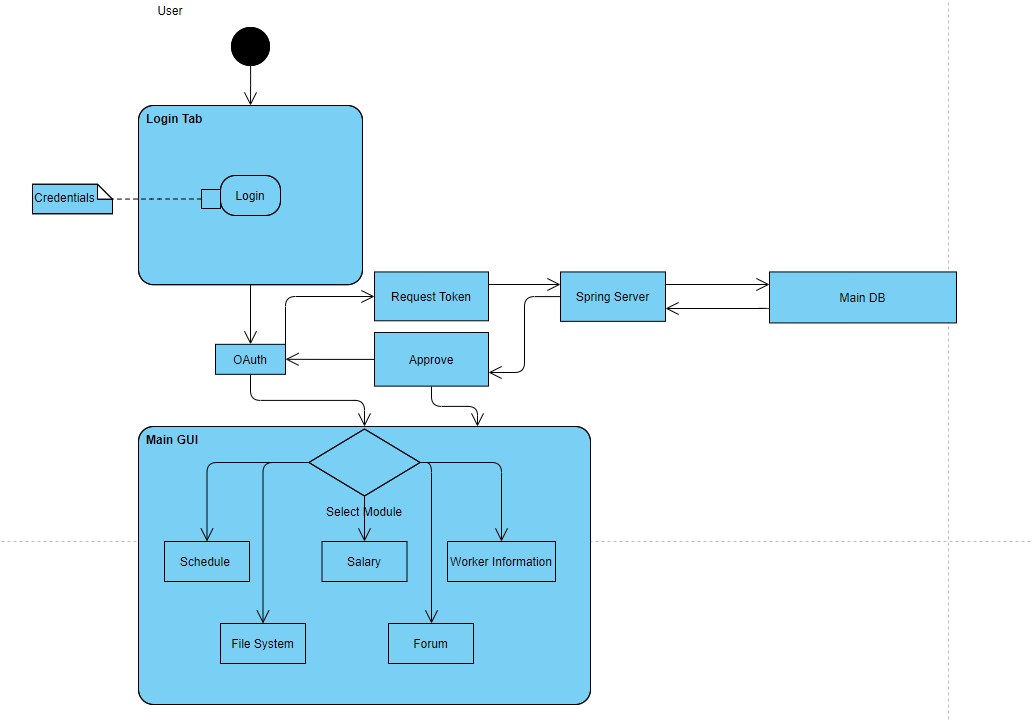 User
Login Tab
Credentials
Login
Request Token
Spring Server
Main DB
OAuth
Approve
Main GUI
Select Module
Schedule
Salary
Worker Information
File System
Forum